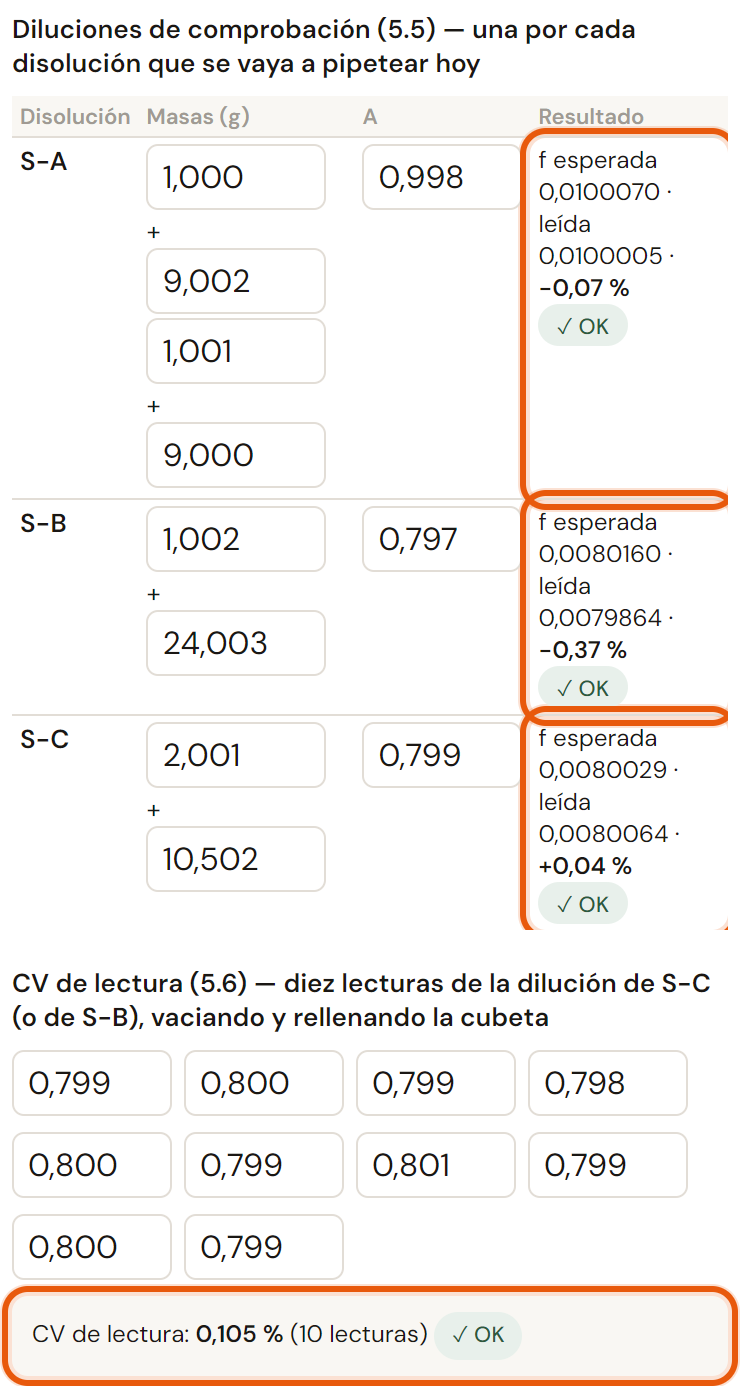 Diluciones de comprobación (5.5) — una por cada
disolución que se vaya a pipetear hoy
Disolución Masas (g) A Resultado
S-A
1,000
+
9,002
1,001
+
9,000
0,998
f esperada
0,0100070 ·
leída
0,0100005 ·
−0,07 %
✓ OK
S-B
1,002
+
24,003
0,797
f esperada
0,0080160 ·
leída
0,0079864 ·
−0,37 %
✓ OK
S-C
2,001
+
10,502
0,799
f esperada
0,0080029 ·
leída
0,0080064 ·
+0,04 %
✓ OK
CV de lectura (5.6) — diez lecturas de la dilución de S-C
(o de S-B), vaciando y rellenando la cubeta
0,799 0,800 0,799 0,798
0,800 0,799 0,801 0,799
0,800 0,799
CV de lectura: 0,105 % (10 lecturas) ✓ OK